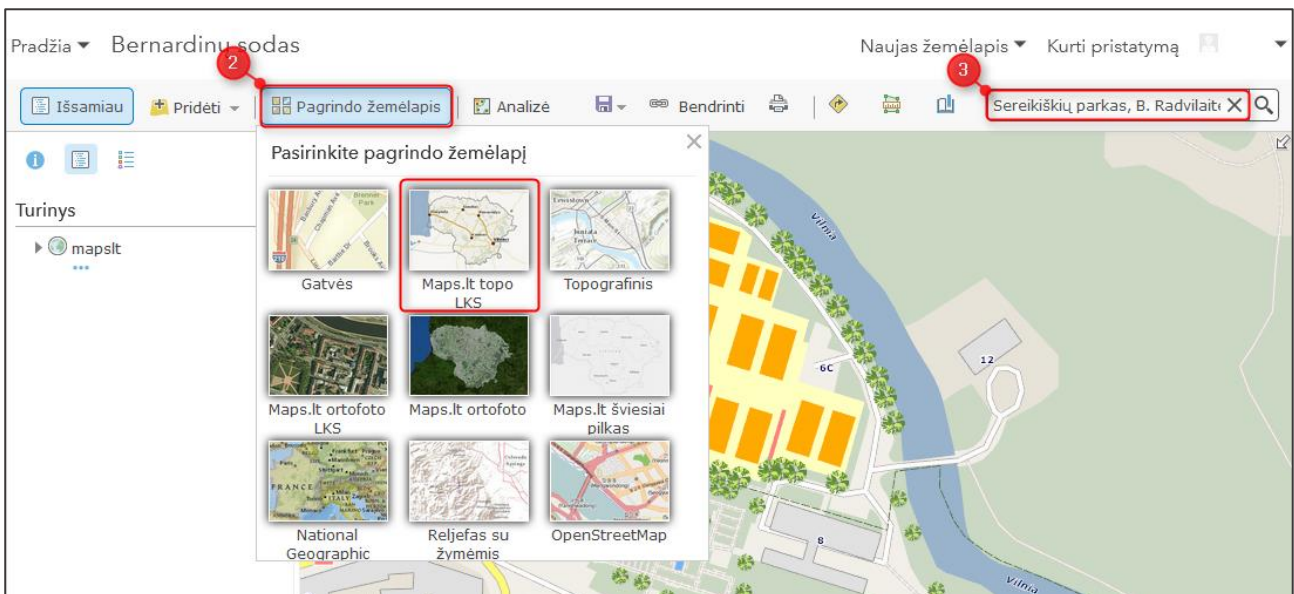 Pradžia Bernardinų sodas
Naujas žemėlapis Kurti pristatymą
2
3
Išsamiau Pridėti Pagrindo žemėlapis Analizė Bendrinti
Sereikiškių parkas, B. Radvilaitė
Turinys
mapslt
Pasirinkite pagrindo žemėlapį
Gatvės
Maps.lt topo
LKS
Topografinis
Maps.lt ortofoto
LKS
Maps.lt ortofoto
Maps.lt šviesiai
pilkas
National
Geographic
Reljefas su
žymėmis
OpenStreetMap
Vilnia
12
6C
8
Vilnia